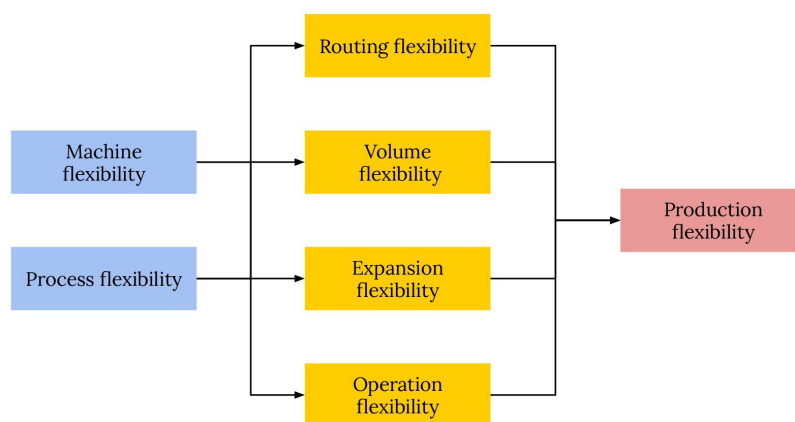 Routing flexibility
Machine
flexibility
Volume
flexibility
Production
flexibility
Process flexibility
Expansion
flexibility
Operation
flexibility